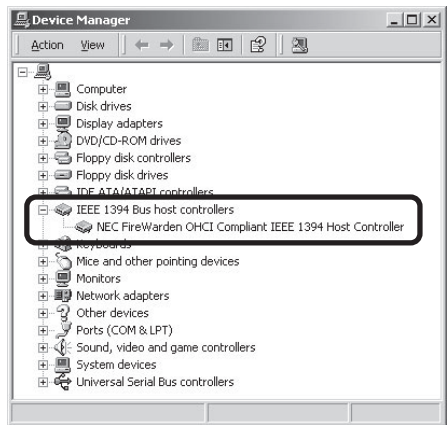 Device Manager
Action View
Computer
Disk drives
Display adapters
DVD/CD-ROM drives
Floppy disk controllers
Floppy disk drives
IDE ATA/ATAPI controllers
IEEE 1394 Bus host controllers
NEC FireWarden OHCI Compliant IEEE 1394 Host Controller
Keyboards
Mice and other pointing devices
Monitors
Network adapters
Other devices
Ports (COM & LPT)
Sound, video and game controllers
System devices
Universal Serial Bus controllers